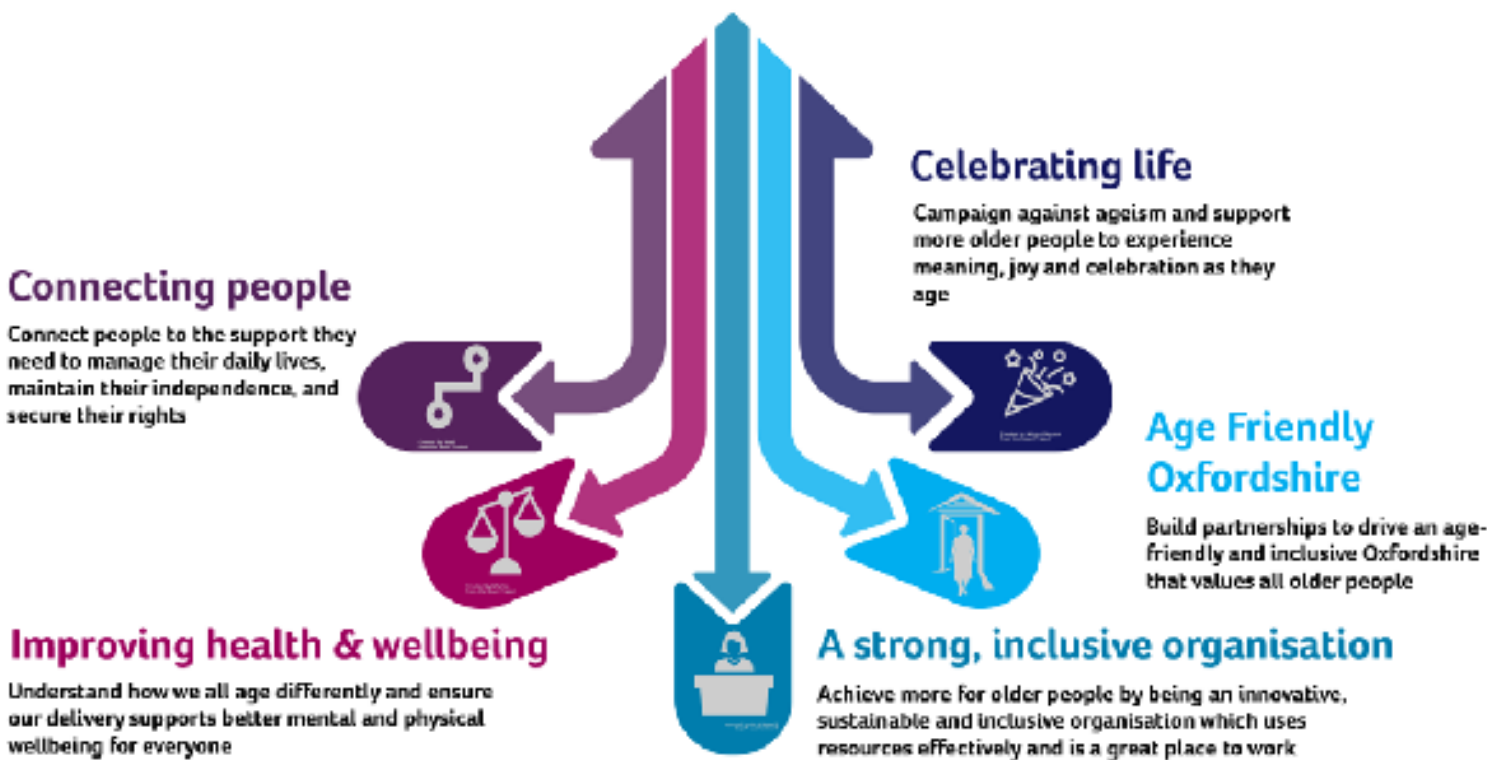 Celebrating life
Campaign against ageism and support
more older people to experience
meaning, joy and celebration as they
age
Connecting people
Connect people to the support they
need to manage their daily lives,
maintain their independence, and
secure their rights
Age Friendly
Oxfordshire
Build partnerships to drive an age-
friendly and inclusive Oxfordshire
that values all older people
Improving health & wellbeing
Understand how we all age differently and ensure
our delivery supports better mental and physical
wellbeing for everyone
A strong, inclusive organisation
Achieve more for older people by being an innovative,
sustainable and inclusive organisation which uses
resources effectively and is a great place to work